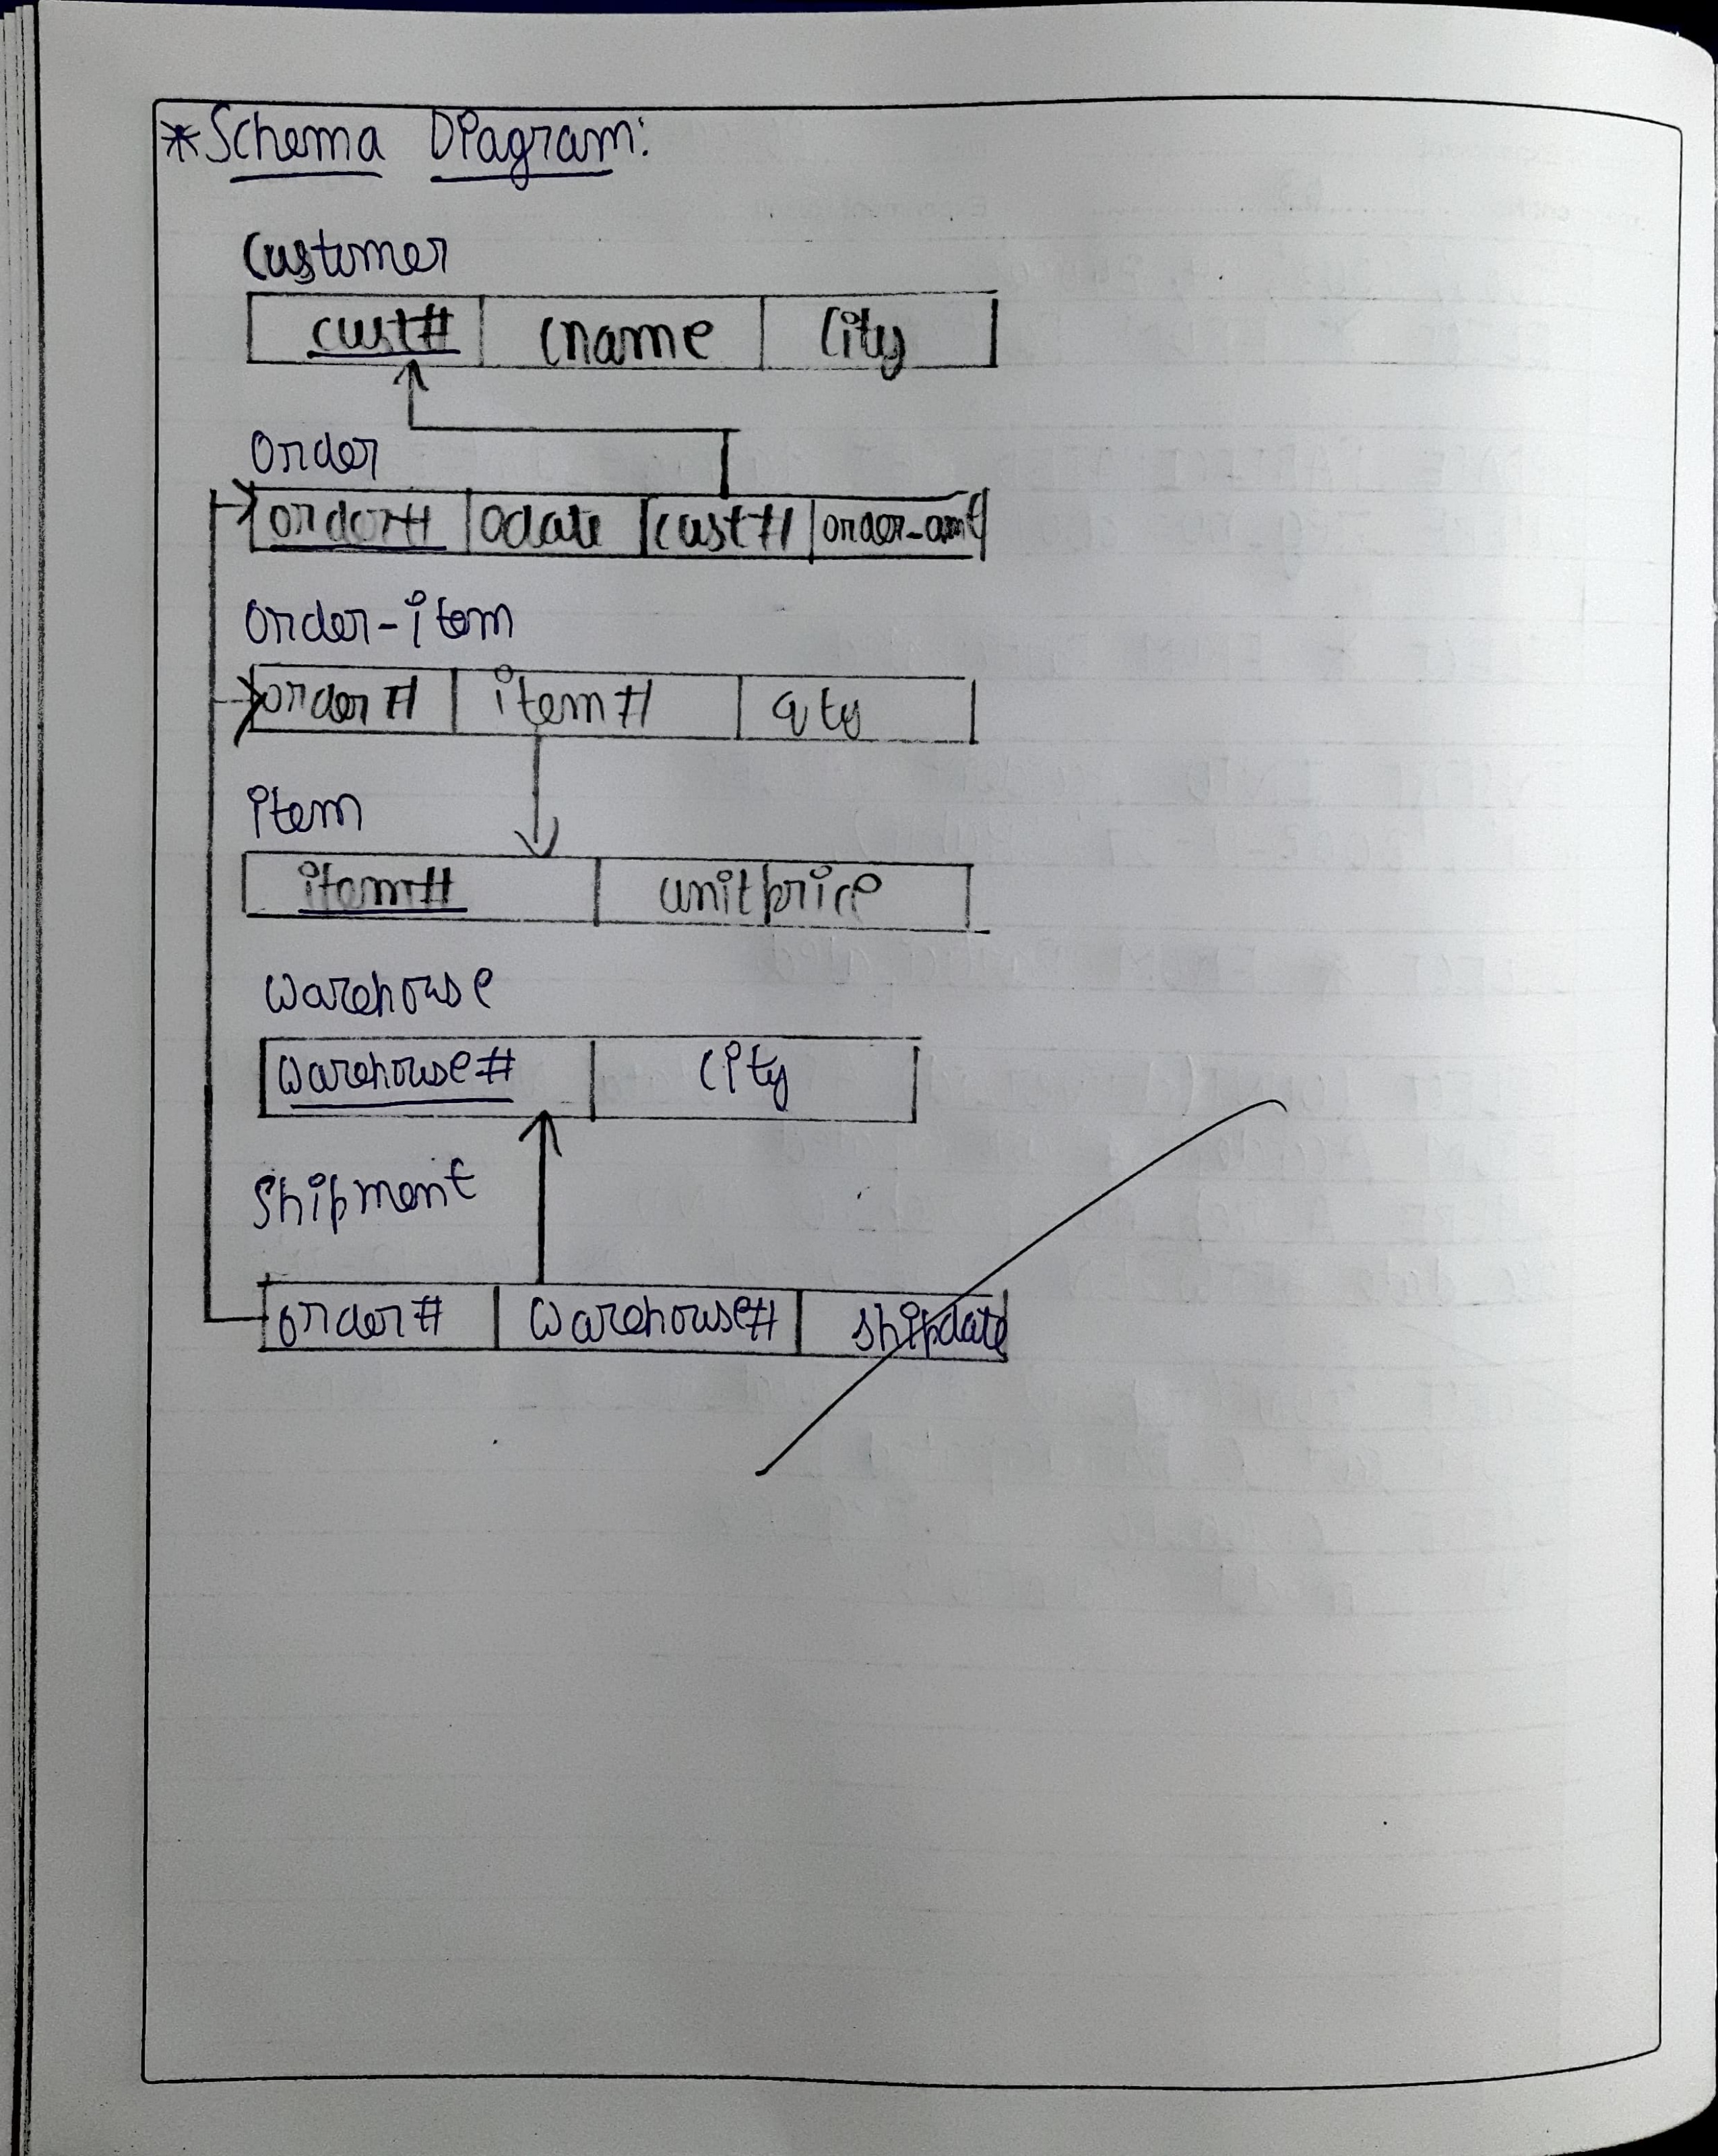 *Schema Diagram:
Customer
cust# cname City
Order
order# odate cust# order-amt
Order-item
order# item# qty
item
item# unitprice
Warehouse
Warehouse# City
Shipment
order# Warehouse# shipdate